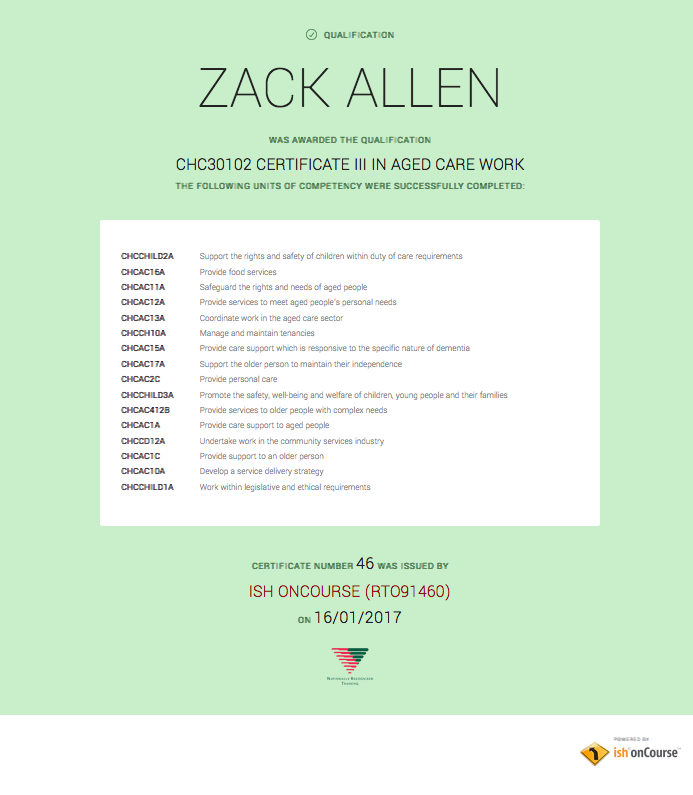 QUALIFICATION
ZACK ALLEN
WAS AWARDED THE QUALIFICATION
CHC30102 CERTIFICATE III IN AGED CARE WORK
THE FOLLOWING UNITS OF COMPETENCY WERE SUCCESSFULLY COMPLETED:
CHCCHILD2A Support the rights and safety of children within duty of care requirements
CHCAC16A Provide food services
CHCAC11A Safeguard the rights and needs of aged people
CHCAC12A Provide services to meet aged people's personal needs
CHCAC13A Coordinate work in the aged care sector
CHCCH10A Manage and maintain tenancies
CHCAC15A Provide care support which is responsive to the specific nature of dementia
CHCAC17A Support the older person to maintain their independence
CHCAC2C Provide personal care
CHCCHILD3A Promote the safety, well-being and welfare of children, young people and their families
CHCAC412B Provide services to older people with complex needs
CHCAC1A Provide care support to aged people
CHCCD12A Undertake work in the community services industry
CHCAC1C Provide support to an older person
CHCAC10A Develop a service delivery strategy
CHCCHILD1A Work within legislative and ethical requirements
CERTIFICATE NUMBER 46 WAS ISSUED BY
ISH ONCOURSE (RTO91460)
ON 16/01/2017
NATIONALLY RECOGNISED
TRAINING
POWERED BY
ish onCourse